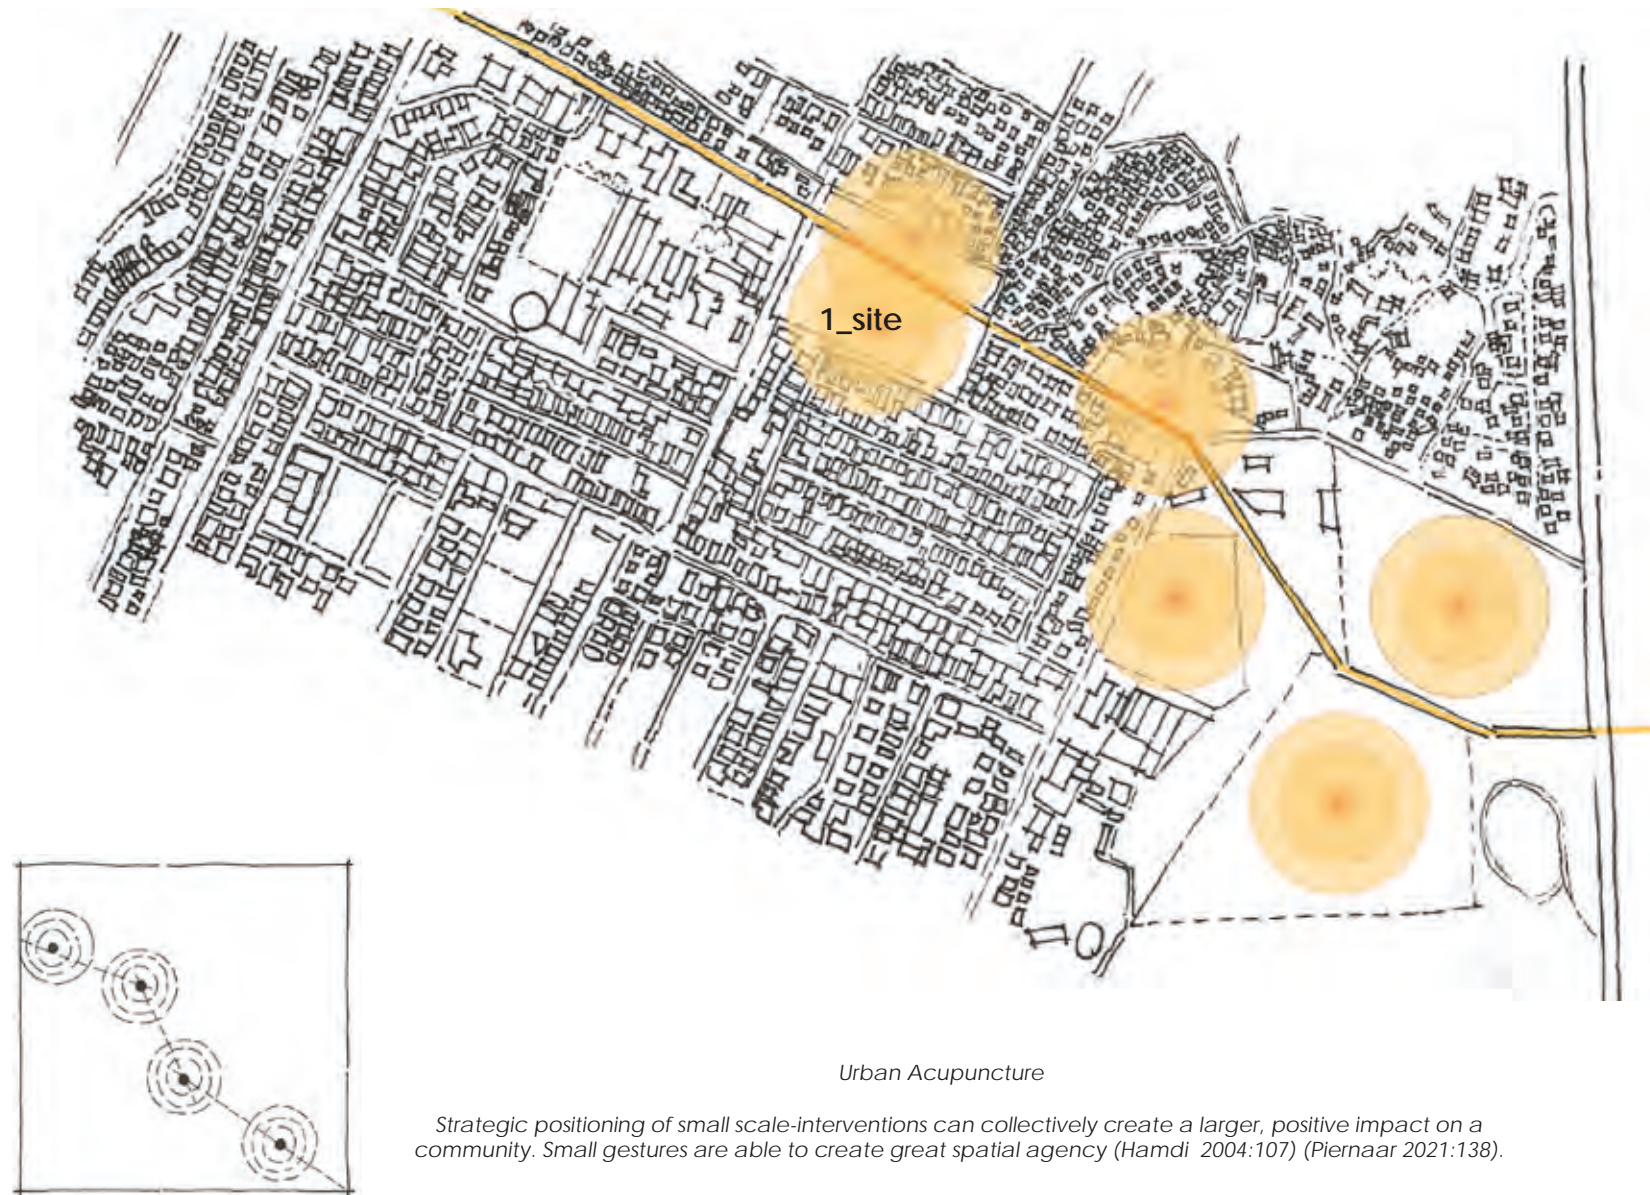 1_site
Urban Acupuncture
Strategic positioning of small scale-interventions can collectively create a larger, positive impact on a
community. Small gestures are able to create great spatial agency (Hamdi  2004:107) (Piernaar 2021:138).